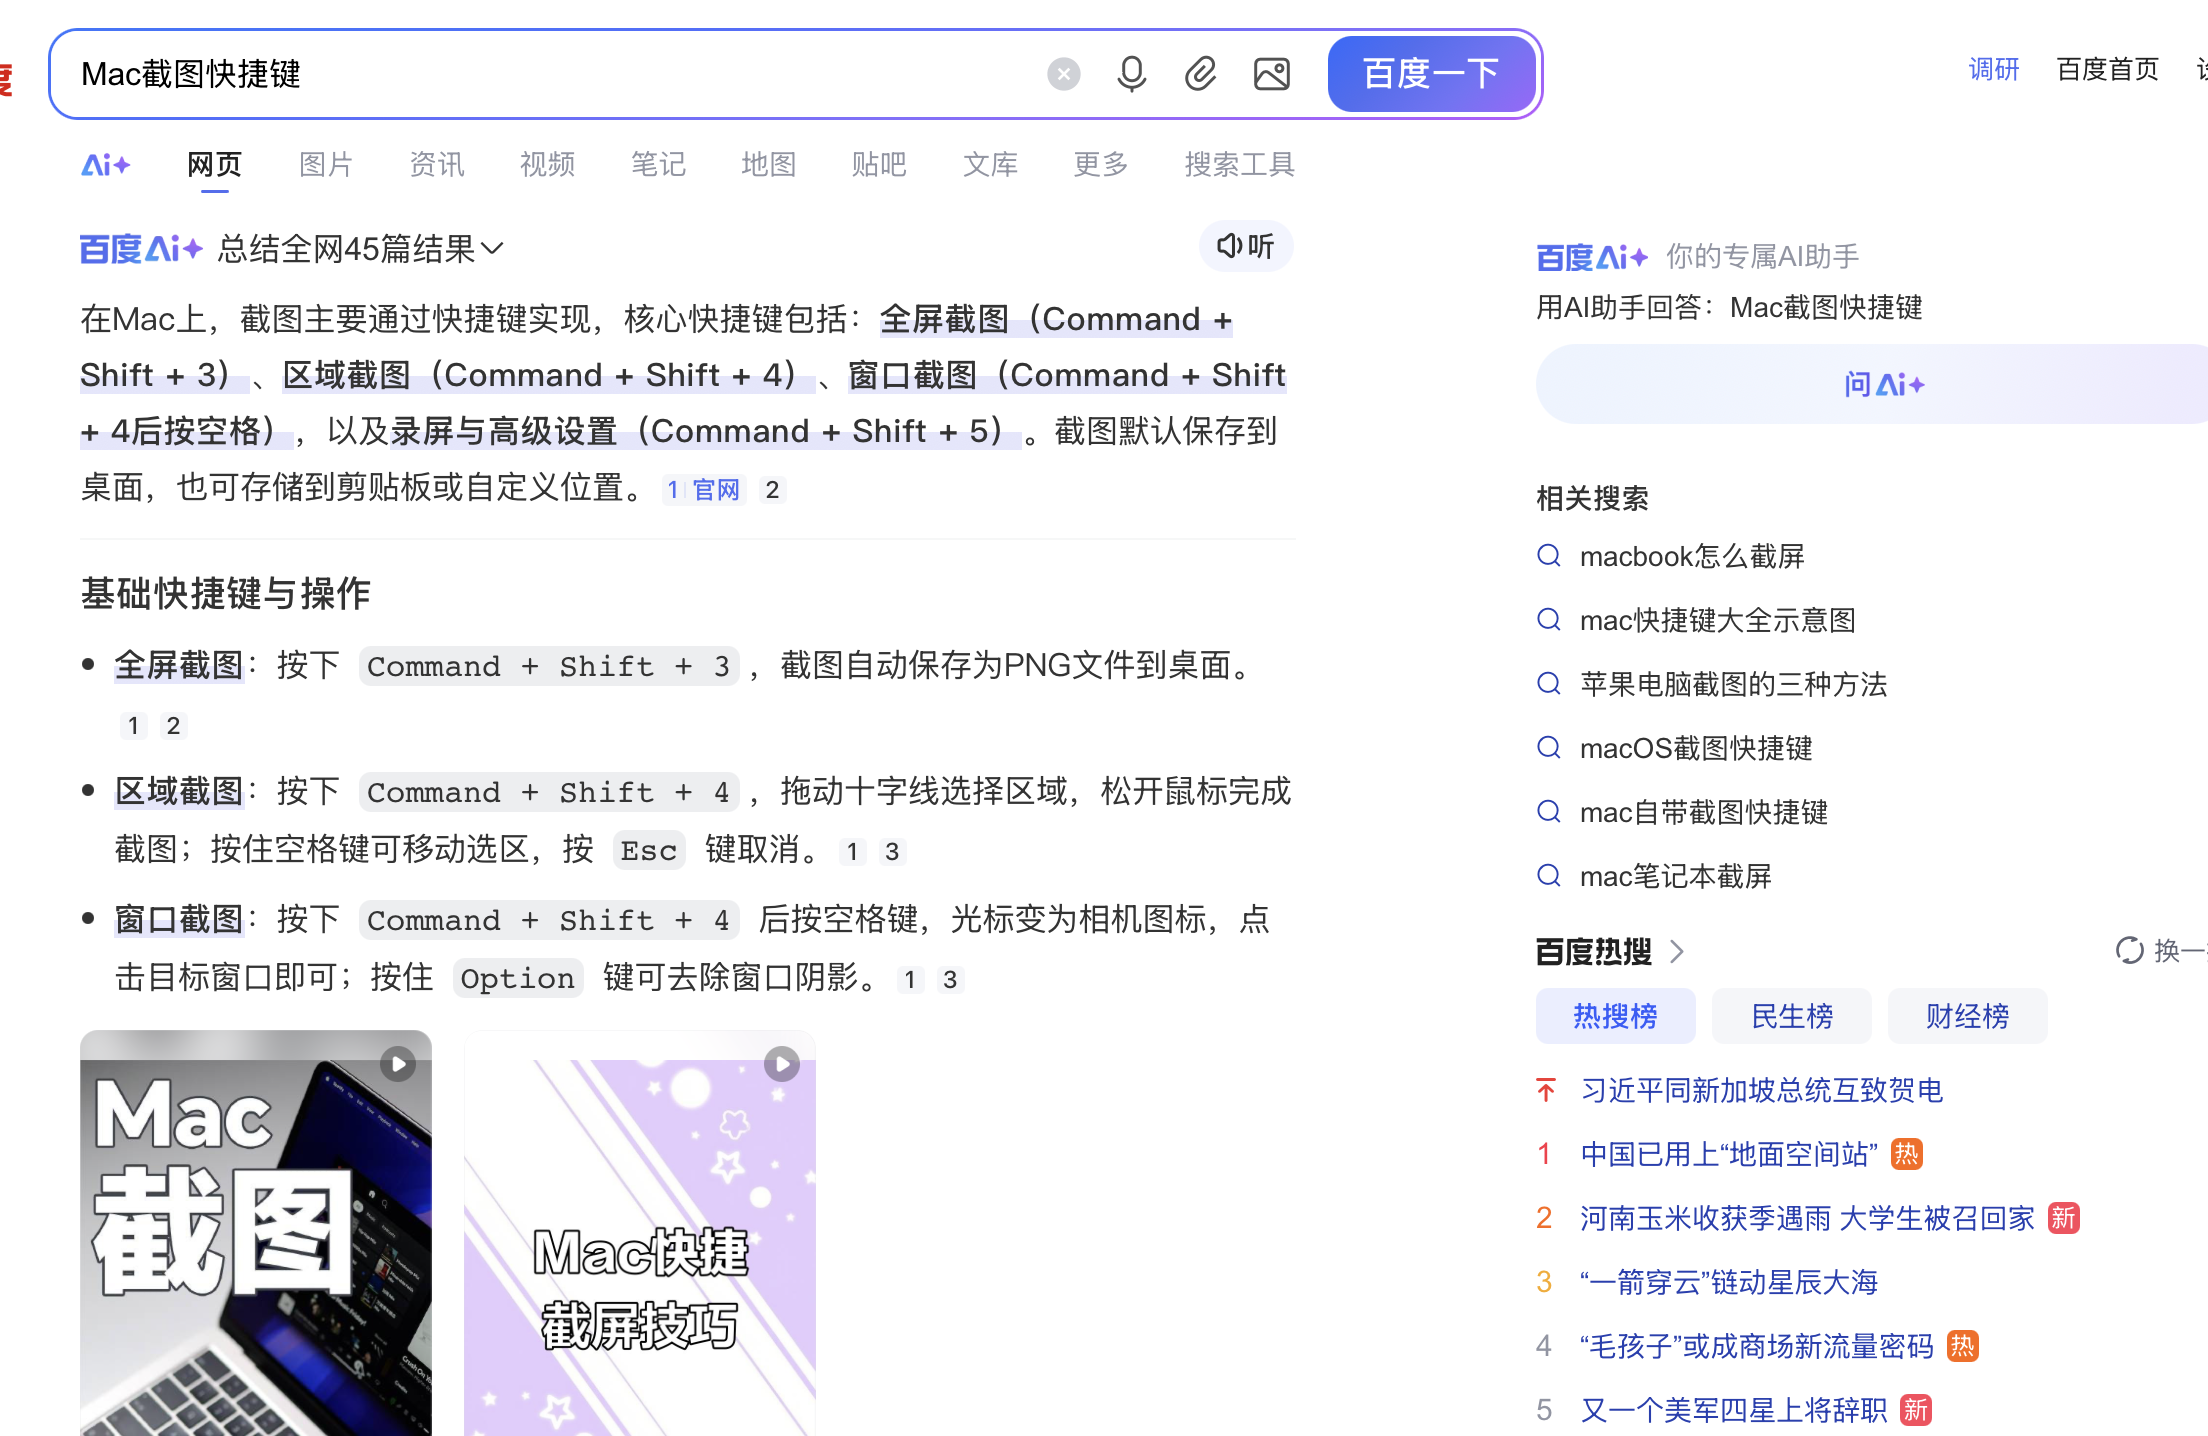 度
Mac截图快捷键
百度一下
调研
百度首页
Ai
网页
图片
资讯
视频
笔记
地图
贴吧
文库
更多
搜索工具
百度Ai 总结全网45篇结果
听
在Mac上，截图主要通过快捷键实现，核心快捷键包括：全屏截图（Command +
Shift + 3）、区域截图（Command + Shift + 4）、窗口截图（Command + Shift
+ 4后按空格），以及录屏与高级设置（Command + Shift + 5）。截图默认保存到
桌面，也可存储到剪贴板或自定义位置。 1 官网 2
基础快捷键与操作
全屏截图：按下 Command + Shift + 3 ，截图自动保存为PNG文件到桌面。
1 2
区域截图：按下 Command + Shift + 4 ，拖动十字线选择区域，松开鼠标完成
截图；按住空格键可移动选区，按 Esc 键取消。 1 3
窗口截图：按下 Command + Shift + 4 后按空格键，光标变为相机图标，点
击目标窗口即可；按住 Option 键可去除窗口阴影。 1 3
Mac
截图
Mac快捷
截屏技巧
百度Ai 你的专属AI助手
用AI助手回答：Mac截图快捷键
问Ai
相关搜索
macbook怎么截屏
mac快捷键大全示意图
苹果电脑截图的三种方法
macOS截图快捷键
mac自带截图快捷键
mac笔记本截屏
百度热搜
换一
热搜榜
民生榜
财经榜
习近平同新加坡总统互致贺电
1 中国已用上“地面空间站” 热
2 河南玉米收获季遇雨 大学生被召回家 新
3 “一箭穿云”链动星辰大海
4 “毛孩子”或成商场新流量密码 热
5 又一个美军四星上将辞职 新